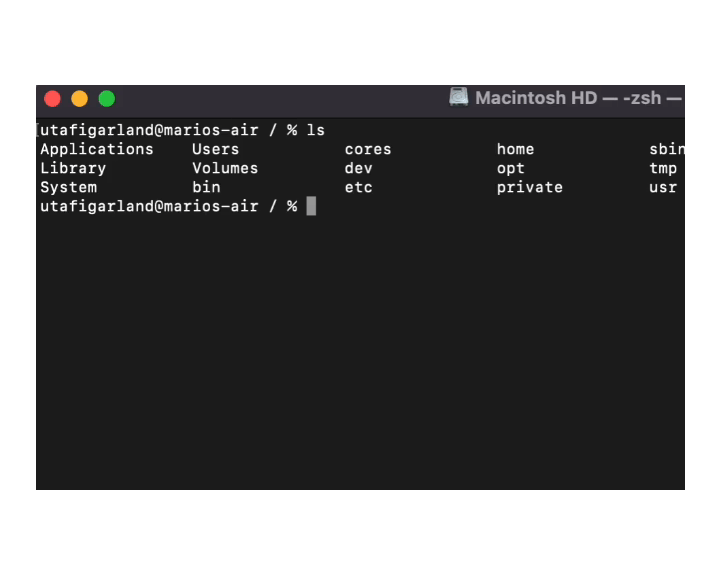 Macintosh HD — -zsh —
[utafigarland@marios-air / % ls
Applications Users cores home sbin
Library Volumes dev opt tmp
System bin etc private usr
utafigarland@marios-air / %